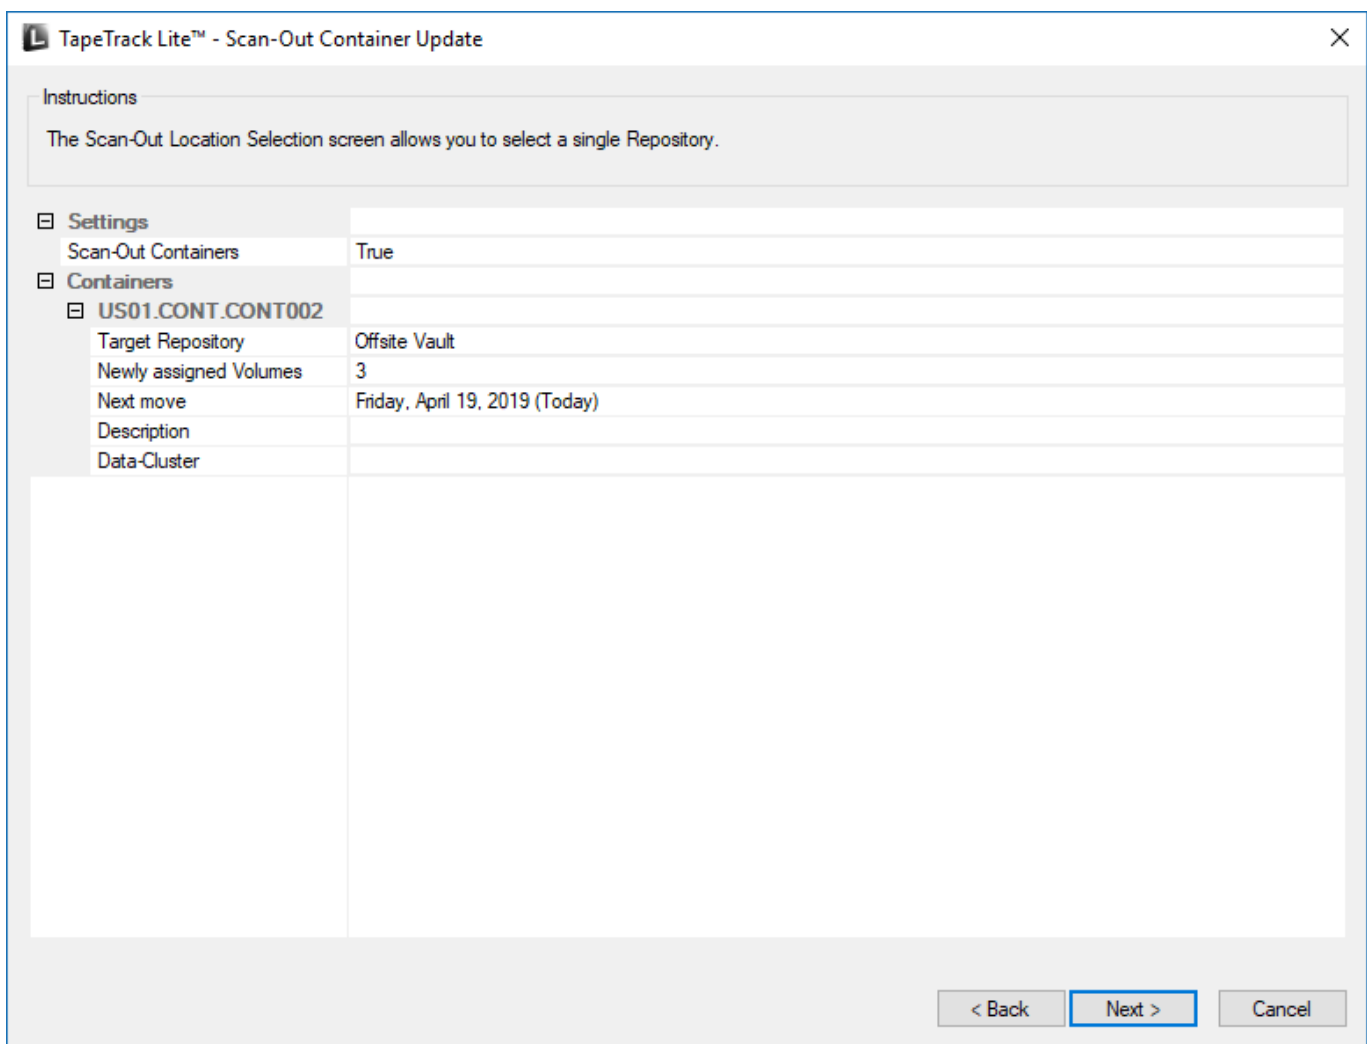 TapeTrack Lite™ - Scan-Out Container Update
Instructions
The Scan-Out Location Selection screen allows you to select a single Repository.
Settings
Scan-Out Containers True
Containers
US01.CONT.CONT002
Target Repository Offsite Vault
Newly assigned Volumes 3
Next move Friday, April 19, 2019 (Today)
Description
Data-Cluster
< Back Next > Cancel